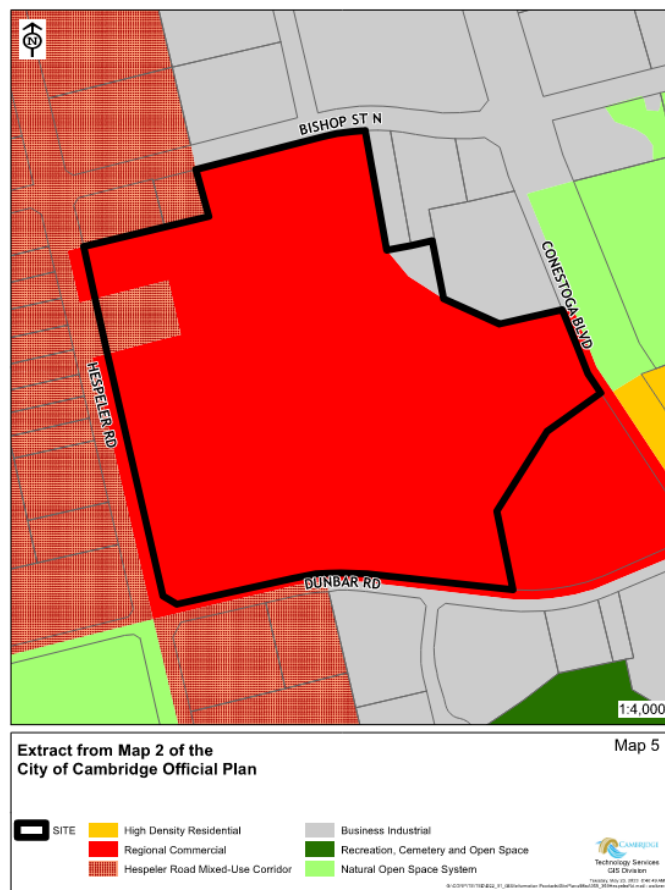 N
BISHOP ST N
CONESTOGA BLVD
HESPELER RD
DUNBAR RD
1:4,000
Extract from Map 2 of the
City of Cambridge Official Plan
Map 5
SITE
High Density Residential
Regional Commercial
Hespeler Road Mixed-Use Corridor
Business Industrial
Recreation, Cemetery and Open Space
Natural Open Space System
CAMBRIDGE
Technology Services
GIS Division